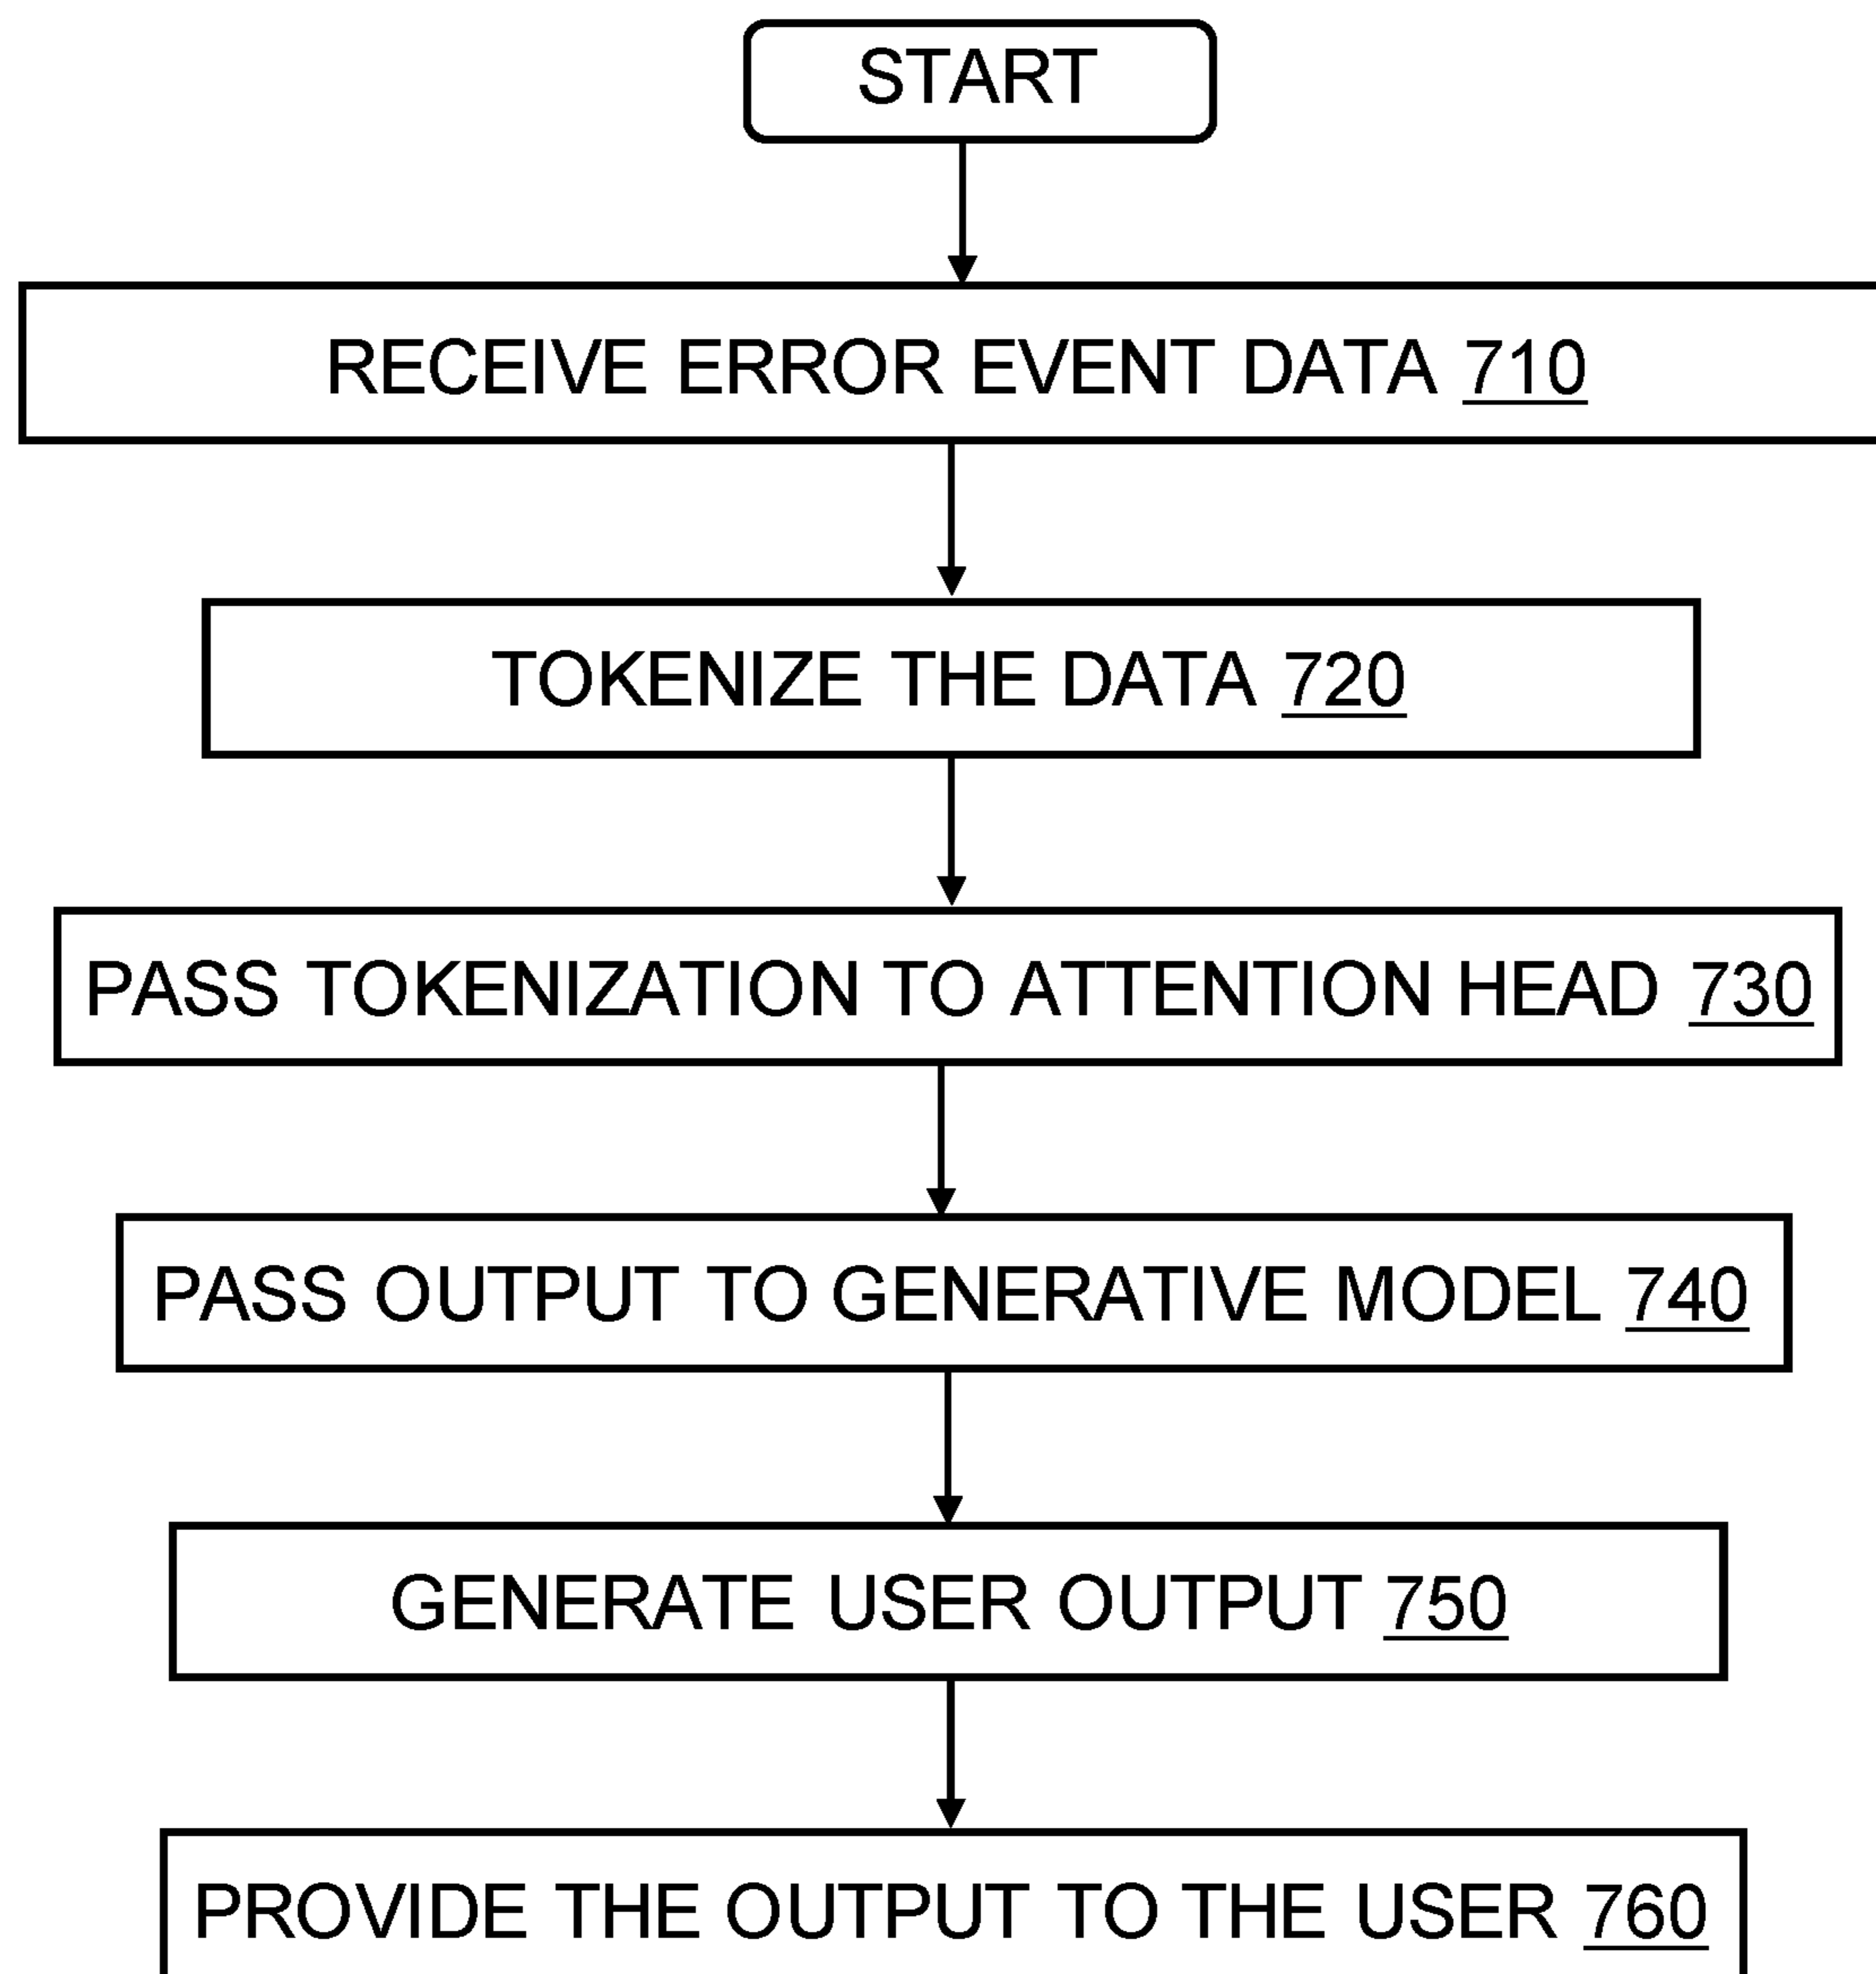 START
RECEIVE ERROR EVENT DATA 710
TOKENIZE THE DATA 720
PASS TOKENIZATION TO ATTENTION HEAD 730
PASS OUTPUT TO GENERATIVE MODEL 740
GENERATE USER OUTPUT 750
PROVIDE THE OUTPUT TO THE USER 760